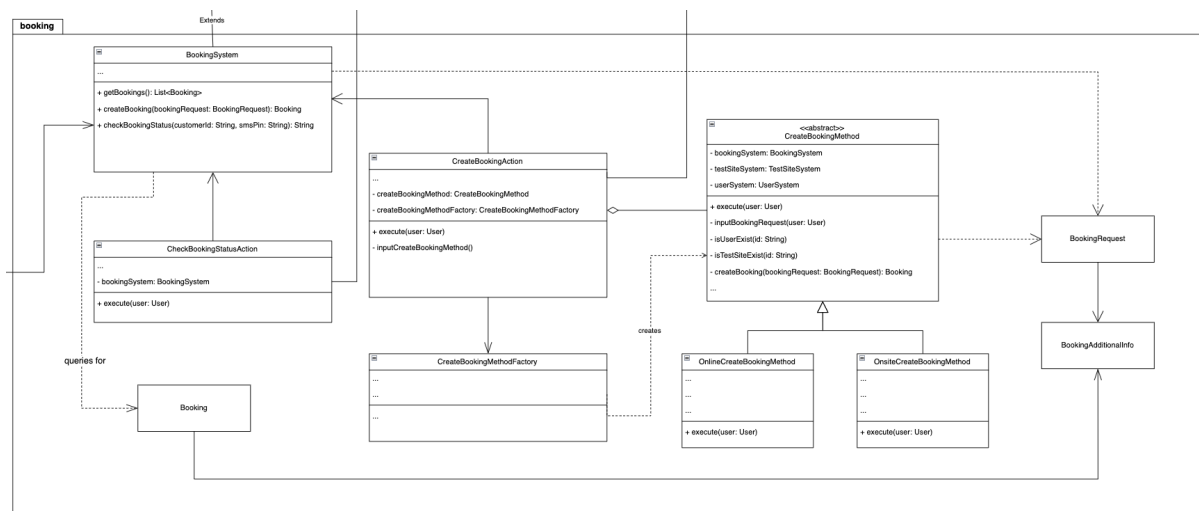 Extends
booking
BookingSystem
...
+ getBookings(): List<Booking>
+ createBooking(bookingRequest: BookingRequest): Booking
+ checkBookingStatus(customerId: String, smsPin: String): String
<<abstract>>
CreateBookingMethod
- bookingSystem: BookingSystem
- testSiteSystem: TestSiteSystem
- userSystem: UserSystem
+ execute(user: User)
- inputBookingRequest(user: User)
- isUserExist(id: String)
- isTestSiteExist(id: String)
- createBooking(bookingRequest: BookingRequest): Booking
...
CreateBookingAction
...
- createBookingMethod: CreateBookingMethod
- createBookingMethodFactory: CreateBookingMethodFactory
+ execute(user: User)
- inputCreateBookingMethod()
BookingRequest
CheckBookingStatusAction
...
- bookingSystem: BookingSystem
+ execute(user: User)
creates
BookingAdditionalInfo
queries for
CreateBookingMethodFactory
...
...
...
OnlineCreateBookingMethod
...
...
...
+ execute(user: User)
OnsiteCreateBookingMethod
...
...
...
+ execute(user: User)
Booking